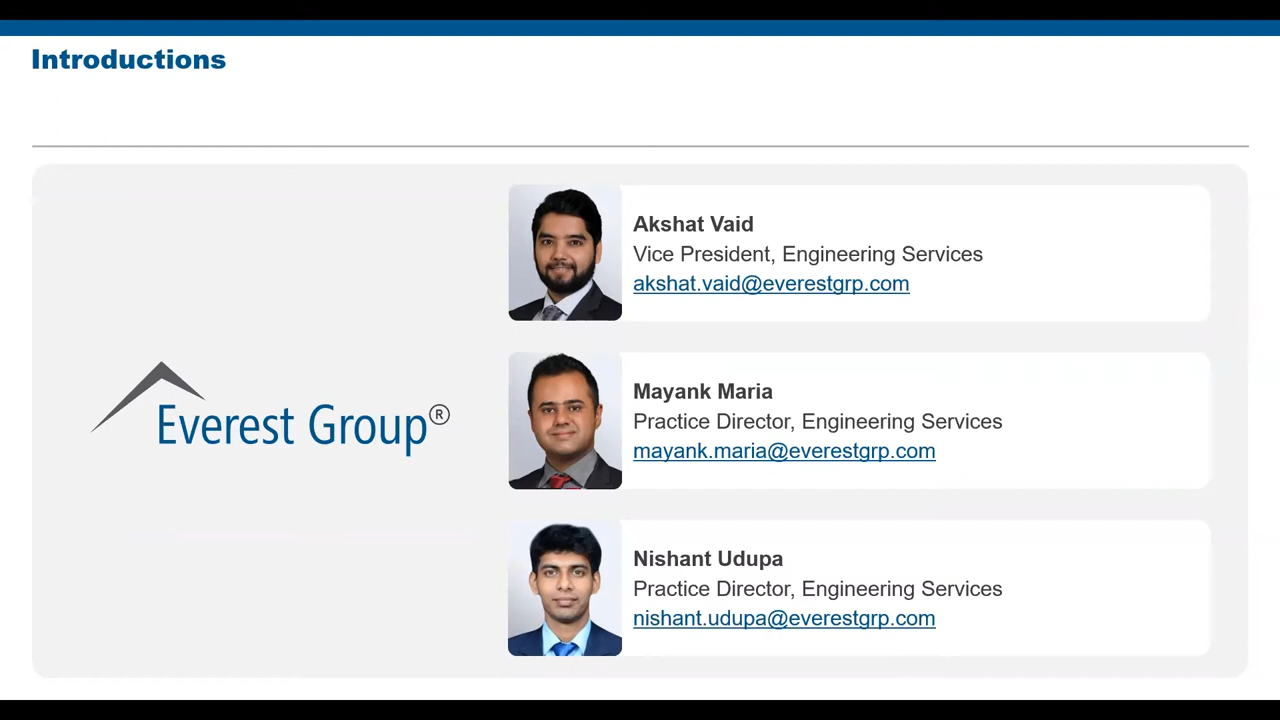 Introductions
Everest Group®
Akshat Vaid
Vice President, Engineering Services
akshat.vaid@everestgrp.com
Mayank Maria
Practice Director, Engineering Services
mayank.maria@everestgrp.com
Nishant Udupa
Practice Director, Engineering Services
nishant.udupa@everestgrp.com